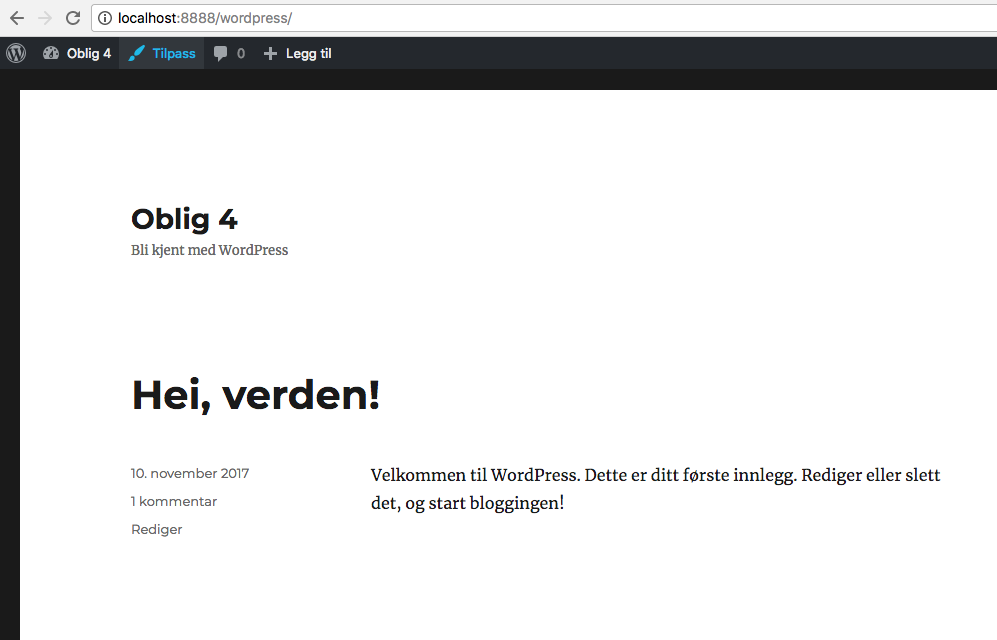 localhost:8888/wordpress/
Oblig 4 Tilpass 0 Legg til
Oblig 4
Bli kjent med WordPress
Hei, verden!
10. november 2017
1 kommentar
Rediger
Velkommen til WordPress. Dette er ditt første innlegg. Rediger eller slett
det, og start bloggingen!